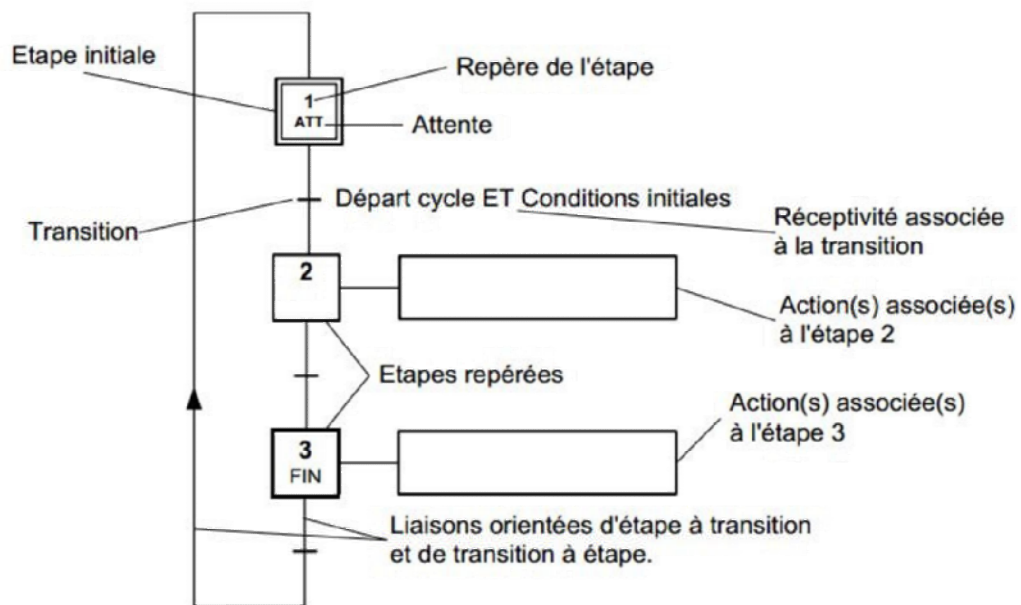 Etape initiale
Repère de l'étape
1
ATT
Attente
Départ cycle ET Conditions initiales
Transition
Réceptivité associée
à la transition
2
Action(s) associée(s)
à l'étape 2
Etapes repérées
Action(s) associée(s)
à l'étape 3
3
FIN
Liaisons orientées d'étape à transition
et de transition à étape.